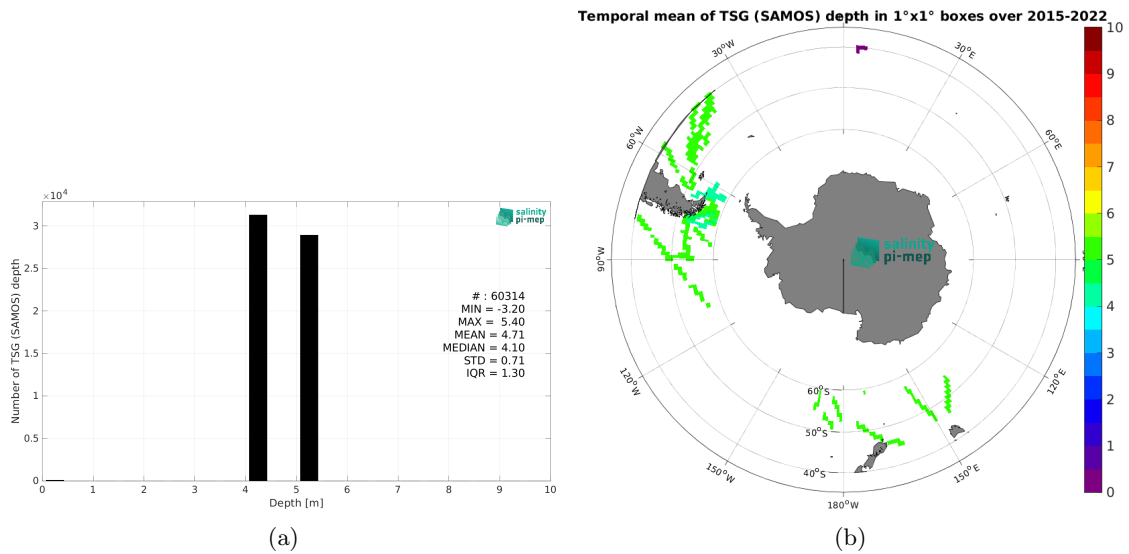 ×10⁴
3
2.5
2
1.5
1
0.5
0
Number of TSG (SAMOS) depth
salinity
pi-mep
# : 60314
MIN = -3.20
MAX = 5.40
MEAN = 4.71
MEDIAN = 4.10
STD = 0.71
IQR = 1.30
0 1 2 3 4 5 6 7 8 9 10
Depth [m]
(a)
Temporal mean of TSG (SAMOS) depth in 1°x1° boxes over 2015-2022
30°W
30°E
60°W
60°E
90°W
salinity
pi-mep
120°W
120°E
60°S
50°S
40°S
150°W
150°E
180°W
10
9
8
7
6
5
4
3
2
1
0
(b)